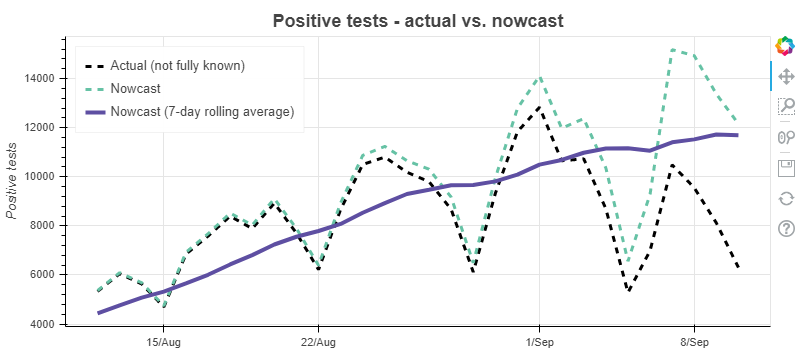 Positive tests - actual vs. nowcast
Actual (not fully known)
Nowcast
Nowcast (7-day rolling average)
Positive tests
14000
12000
10000
8000
6000
4000
15/Aug
22/Aug
1/Sep
8/Sep